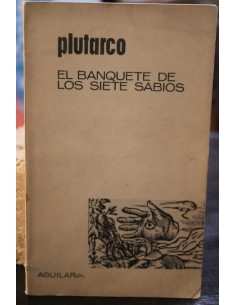 plutarco
EL BANQUETE DE
LOS SIETE SABIOS
AGUILAR